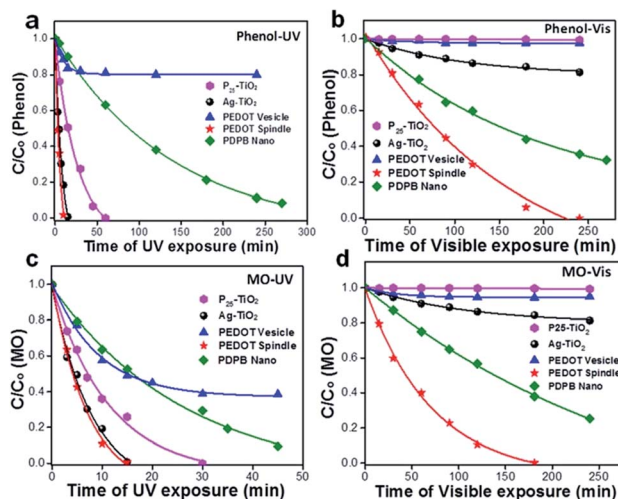 a
Phenol-UV
C/Co (Phenol)
1.0
0.8
0.6
0.4
0.2
0.0
P25-TiO2
Ag-TiO2
PEDOT Vesicle
PEDOT Spindle
PDPB Nano
0 50 100 150 200 250 300
Time of UV exposure (min)
b
Phenol-Vis
C/Co (Phenol)
1.0
0.8
0.6
0.4
0.2
0.0
P25-TiO2
Ag-TiO2
PEDOT Vesicle
PEDOT Spindle
PDPB Nano
0 50 100 150 200 250
Time of Visible exposure (min)
c
MO-UV
C/Co (MO)
1.0
0.8
0.6
0.4
0.2
0.0
P25-TiO2
Ag-TiO2
PEDOT Vesicle
PEDOT Spindle
PDPB Nano
0 10 20 30 40
Time of UV exposure (min)
d
MO-Vis
C/Co (MO)
1.0
0.8
0.6
0.4
0.2
0.0
P25-TiO2
Ag-TiO2
PEDOT Vesicle
PEDOT Spindle
PDPB Nano
0 50 100 150 200 250
Time of Visible exposure (min)